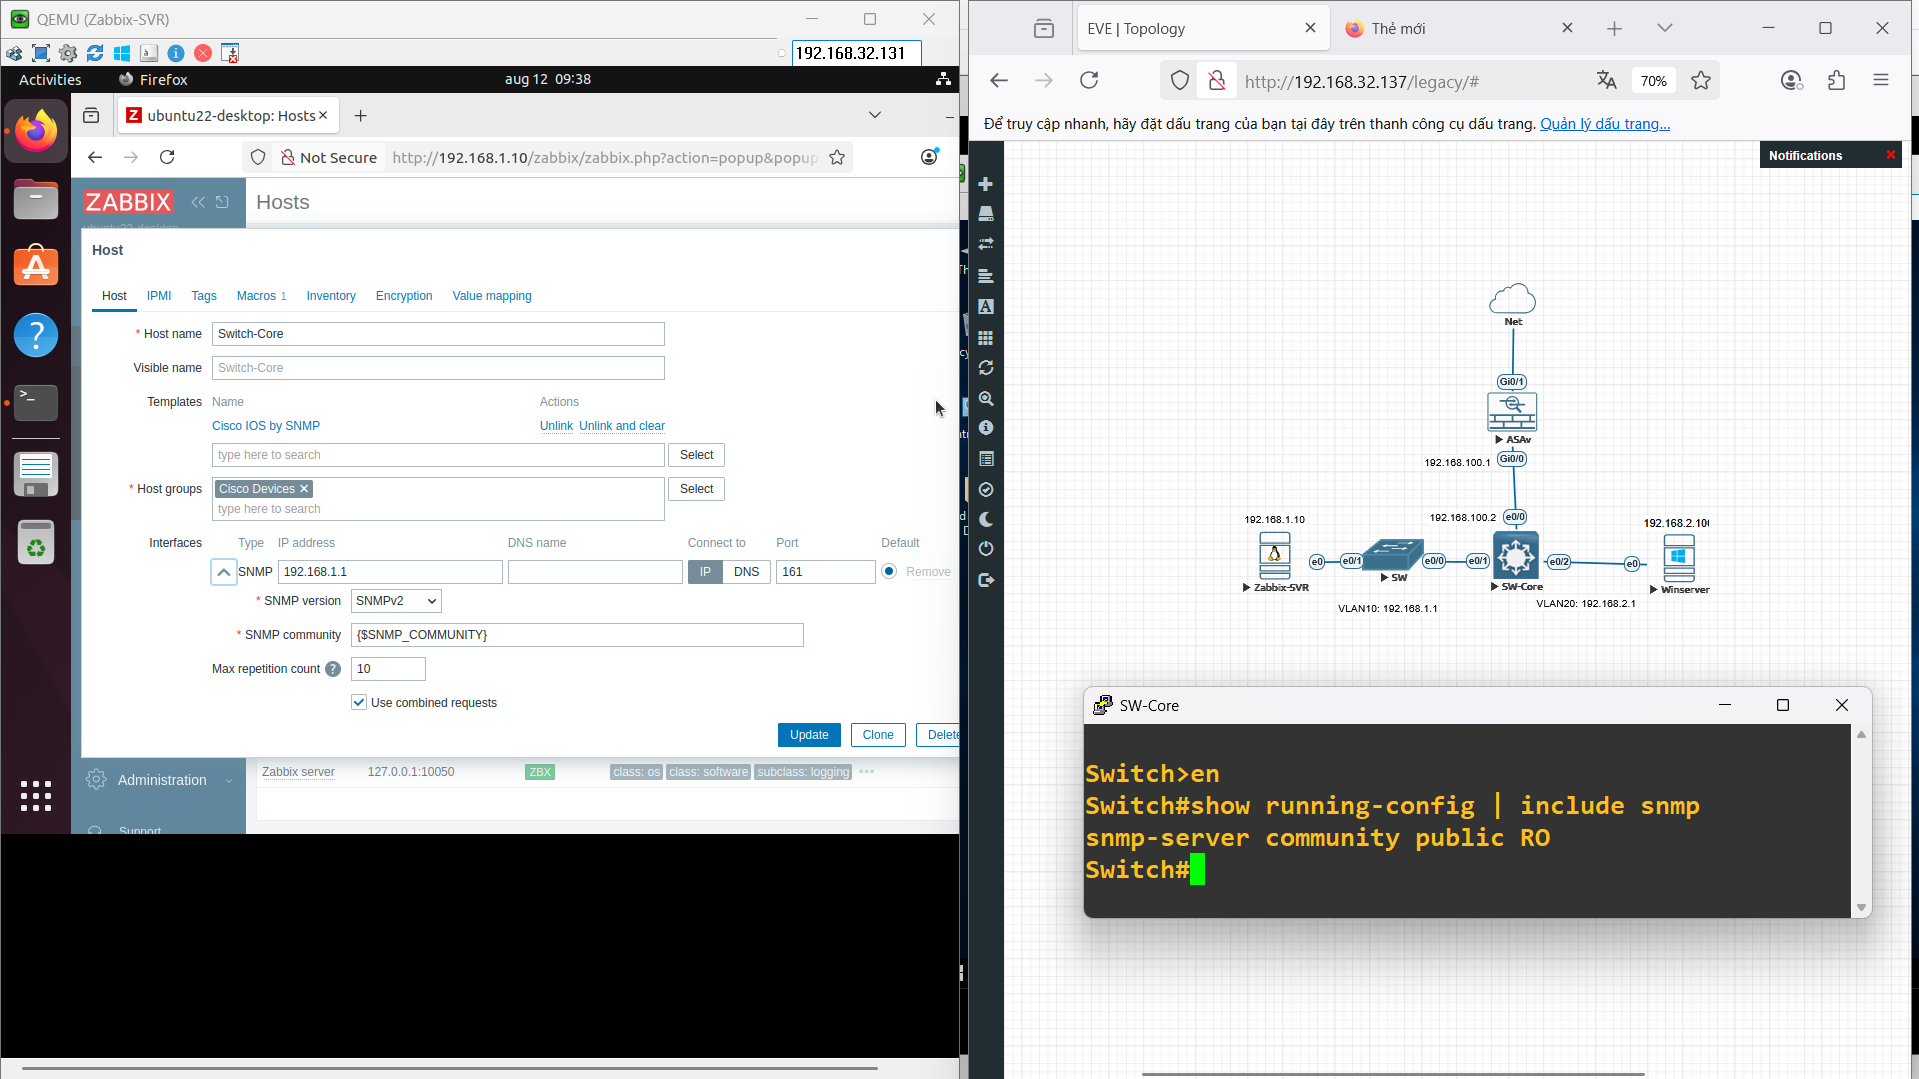 QEMU (Zabbix-SVR)
192.168.32.131
Activities
Firefox
aug 12 09:38
ubuntu22-desktop: Hosts
Not Secure
http://192.168.1.10/zabbix/zabbix.php?action=popup&popup
ZABBIX
Hosts
Host
Host
IPMI
Tags
Macros 1
Inventory
Encryption
Value mapping
* Host name
Switch-Core
Visible name
Switch-Core
Templates
Name
Actions
Cisco IOS by SNMP
Unlink
Unlink and clear
type here to search
Select
* Host groups
Cisco Devices
type here to search
Select
Interfaces
Type
IP address
DNS name
Connect to
Port
Default
SNMP
192.168.1.1
IP
DNS
161
Remove
* SNMP version
SNMPv2
* SNMP community
{$SNMP_COMMUNITY}
Max repetition count
10
Use combined requests
Update
Clone
Delete
Administration
Zabbix server
127.0.0.1:10050
ZBX
class: os
class: software
subclass: logging
Support
EVE | Topology
Thẻ mới
http://192.168.32.137/legacy/#
70%
Để truy cập nhanh, hãy đặt dấu trang của bạn tại đây trên thanh công cụ dấu trang. Quản lý dấu trang...
Notifications
Net
Gi0/1
ASAv
192.168.100.1
Gi0/0
192.168.100.2
e0/0
192.168.1.10
192.168.2.10
e0
e0/1
e0/0
e0/1
e0/2
e0
Zabbix-SVR
SW
SW-Core
Winserver
VLAN10: 192.168.1.1
VLAN20: 192.168.2.1
SW-Core
Switch>en
Switch#show running-config | include snmp
snmp-server community public RO
Switch#